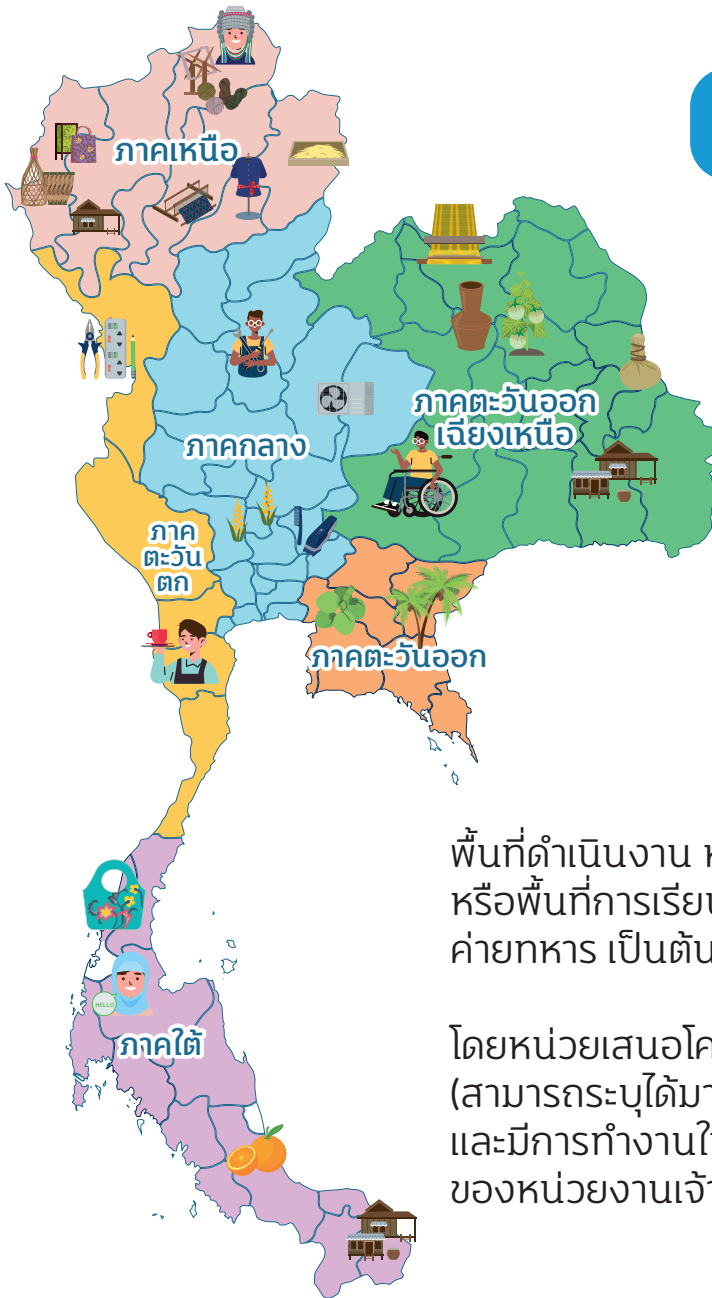 ภาคเหนือ
ภาคตะวันออก
เฉียงเหนือ
ภาคกลาง
ภาค
ตะวัน
ตก
ภาคตะวันออก
พื้นที่ดำเนินงาน
หรือพื้นที่การเรียน
ค่ายทหาร เป็นต้น
HELLO
ภาคใต้
โดยหน่วยเสนอโค
(สามารถระบุได้มา
และมีการทำงานใ
ของหน่วยงานเจ้า